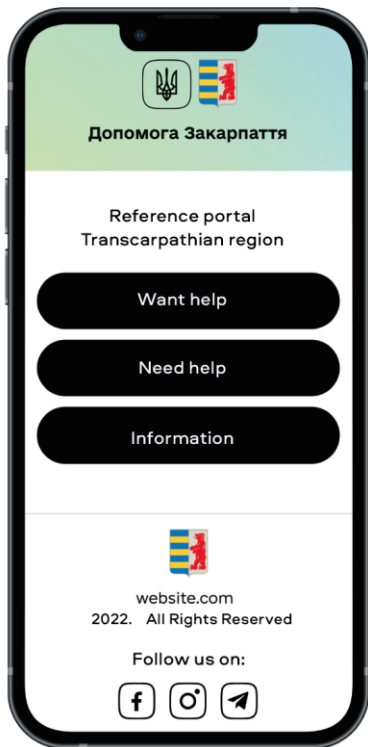 Допомога Закарпаття
Reference portal
Transcarpathian region
Want help
Need help
Information
website.com
2022. All Rights Reserved
Follow us on: